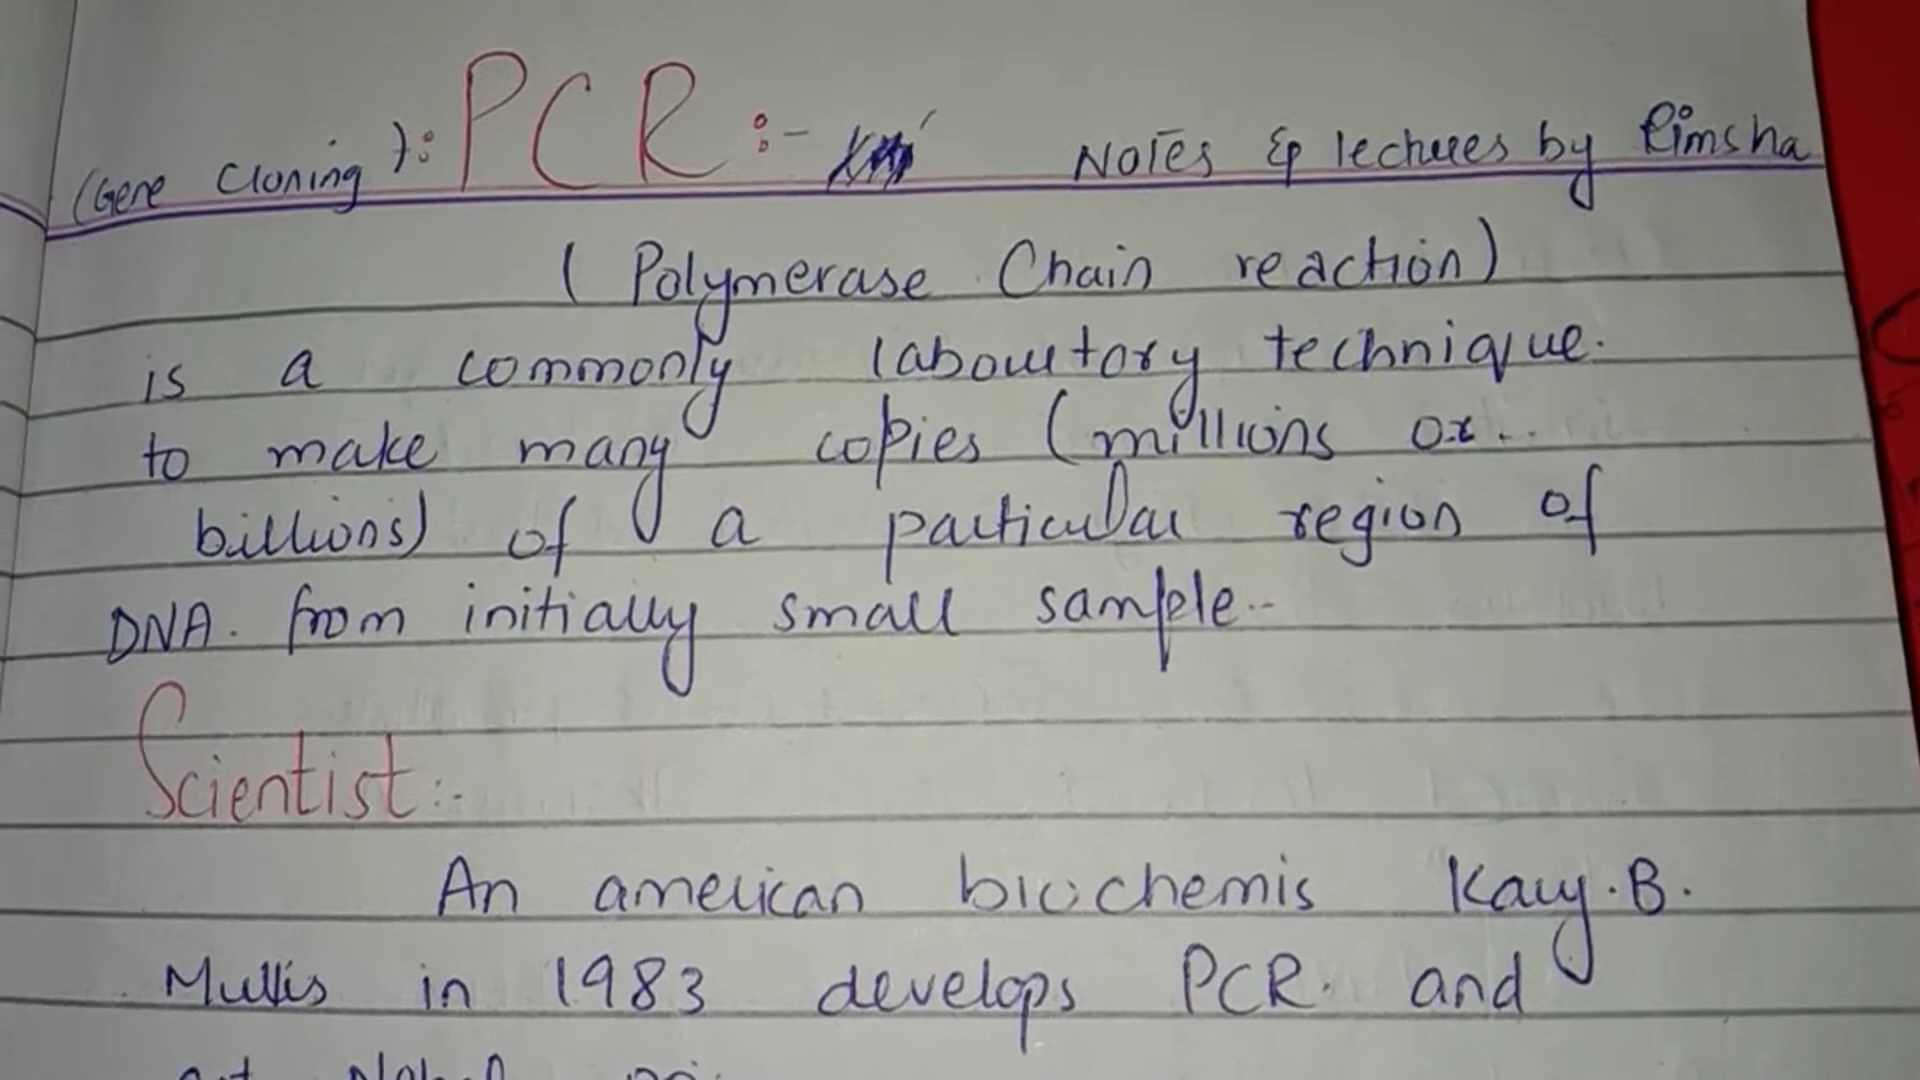 (Gene Cloning): PCR:- Notes & lectures by Rimsha
( Polymerase Chain reaction)
is a commonly labourtory technique.
to make many copies (millions or..
billions) of a particular region of
DNA. from initially small sample..
Scientist:-
An american biochemis Kary.B.
Mullis in 1983 develops PCR. and